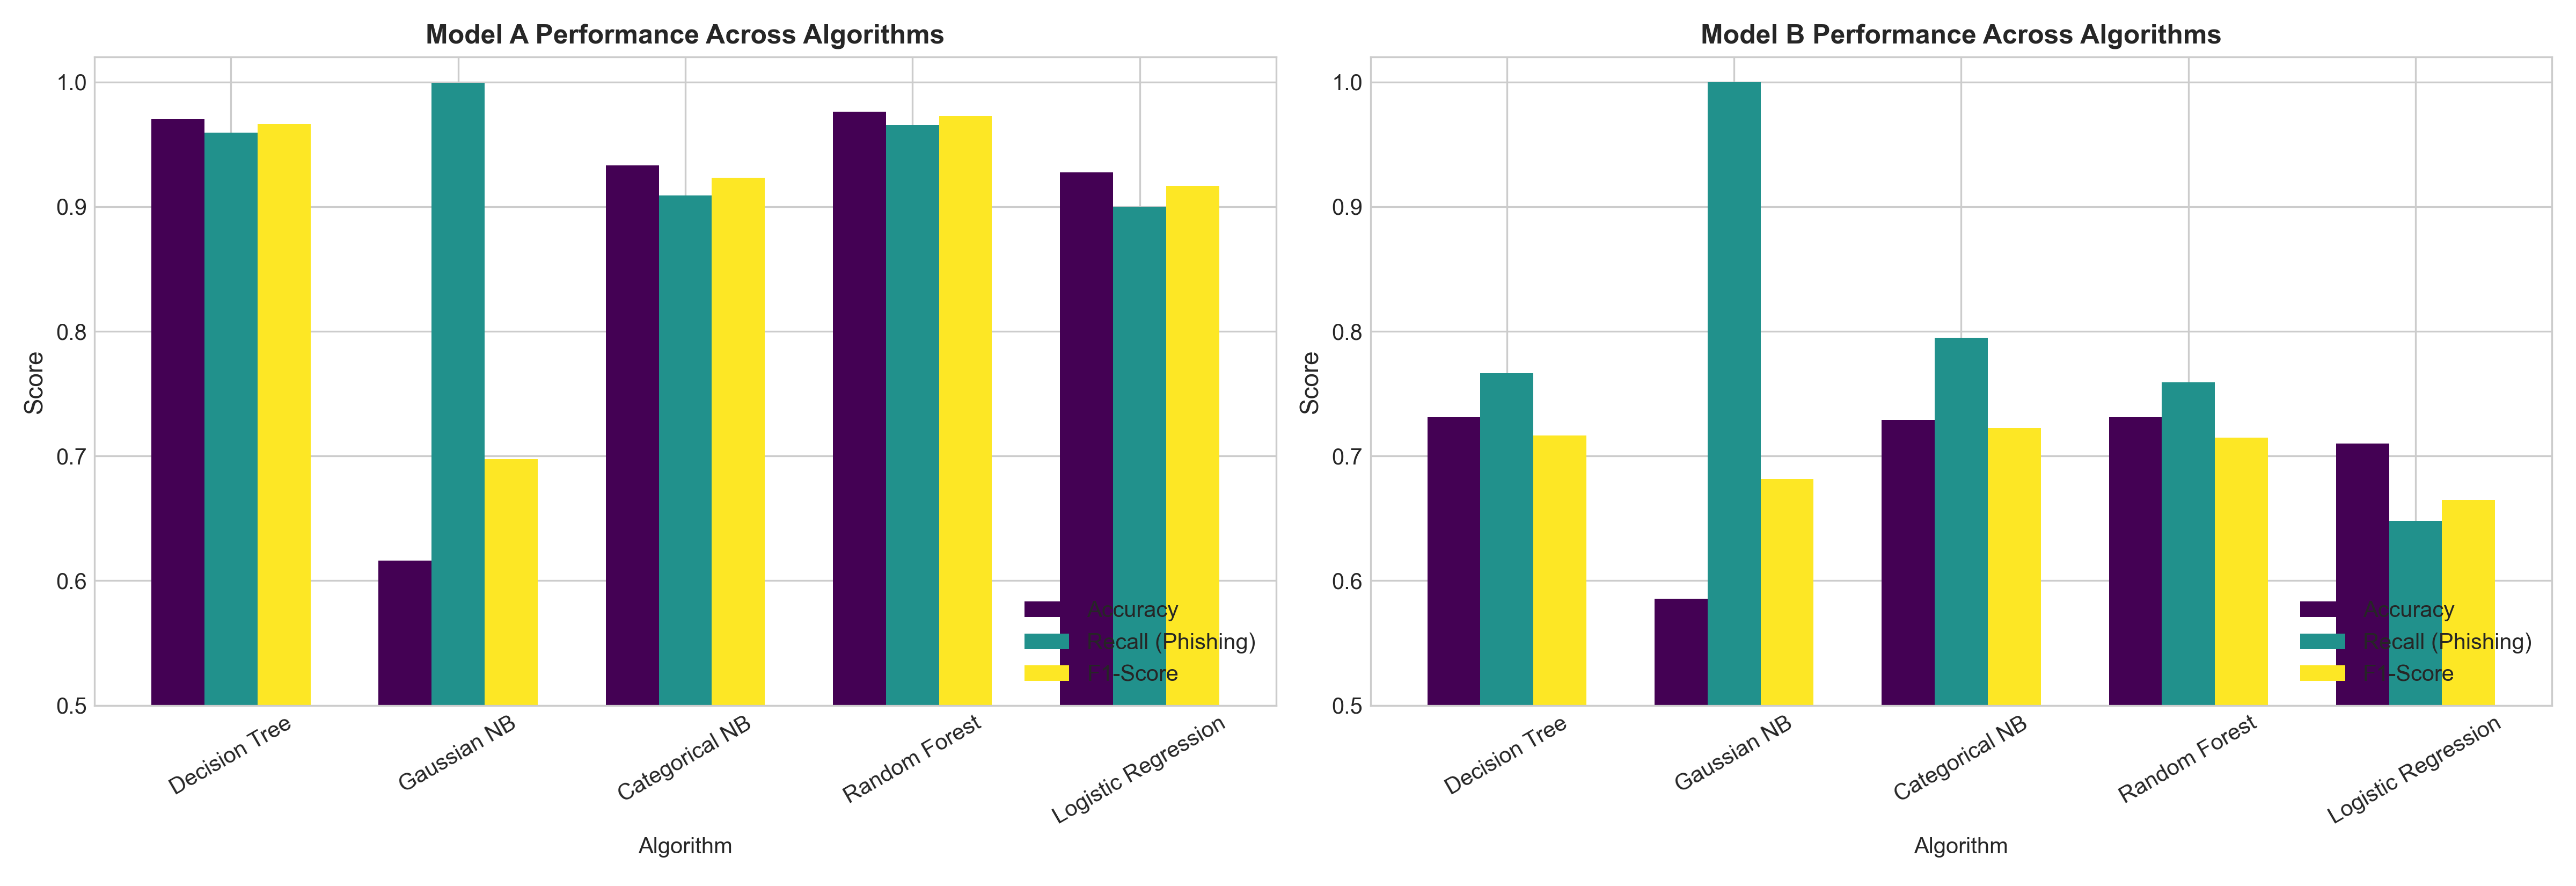 Model A Performance Across Algorithms
1.0
0.9
0.8
0.7
0.6
0.5
Score
Accuracy
Recall (Phishing)
F1-Score
Decision Tree
Gaussian NB
Categorical NB
Random Forest
Logistic Regression
Algorithm
Model B Performance Across Algorithms
1.0
0.9
0.8
0.7
0.6
0.5
Score
Accuracy
Recall (Phishing)
F1-Score
Decision Tree
Gaussian NB
Categorical NB
Random Forest
Logistic Regression
Algorithm